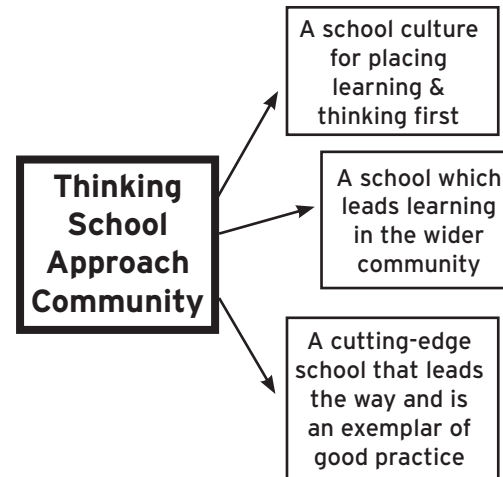 Thinking
School
Approach
Community
A school culture
for placing
learning &
thinking first
A school which
leads learning
in the wider
community
A cutting-edge
school that leads
the way and is
an exemplar of
good practice